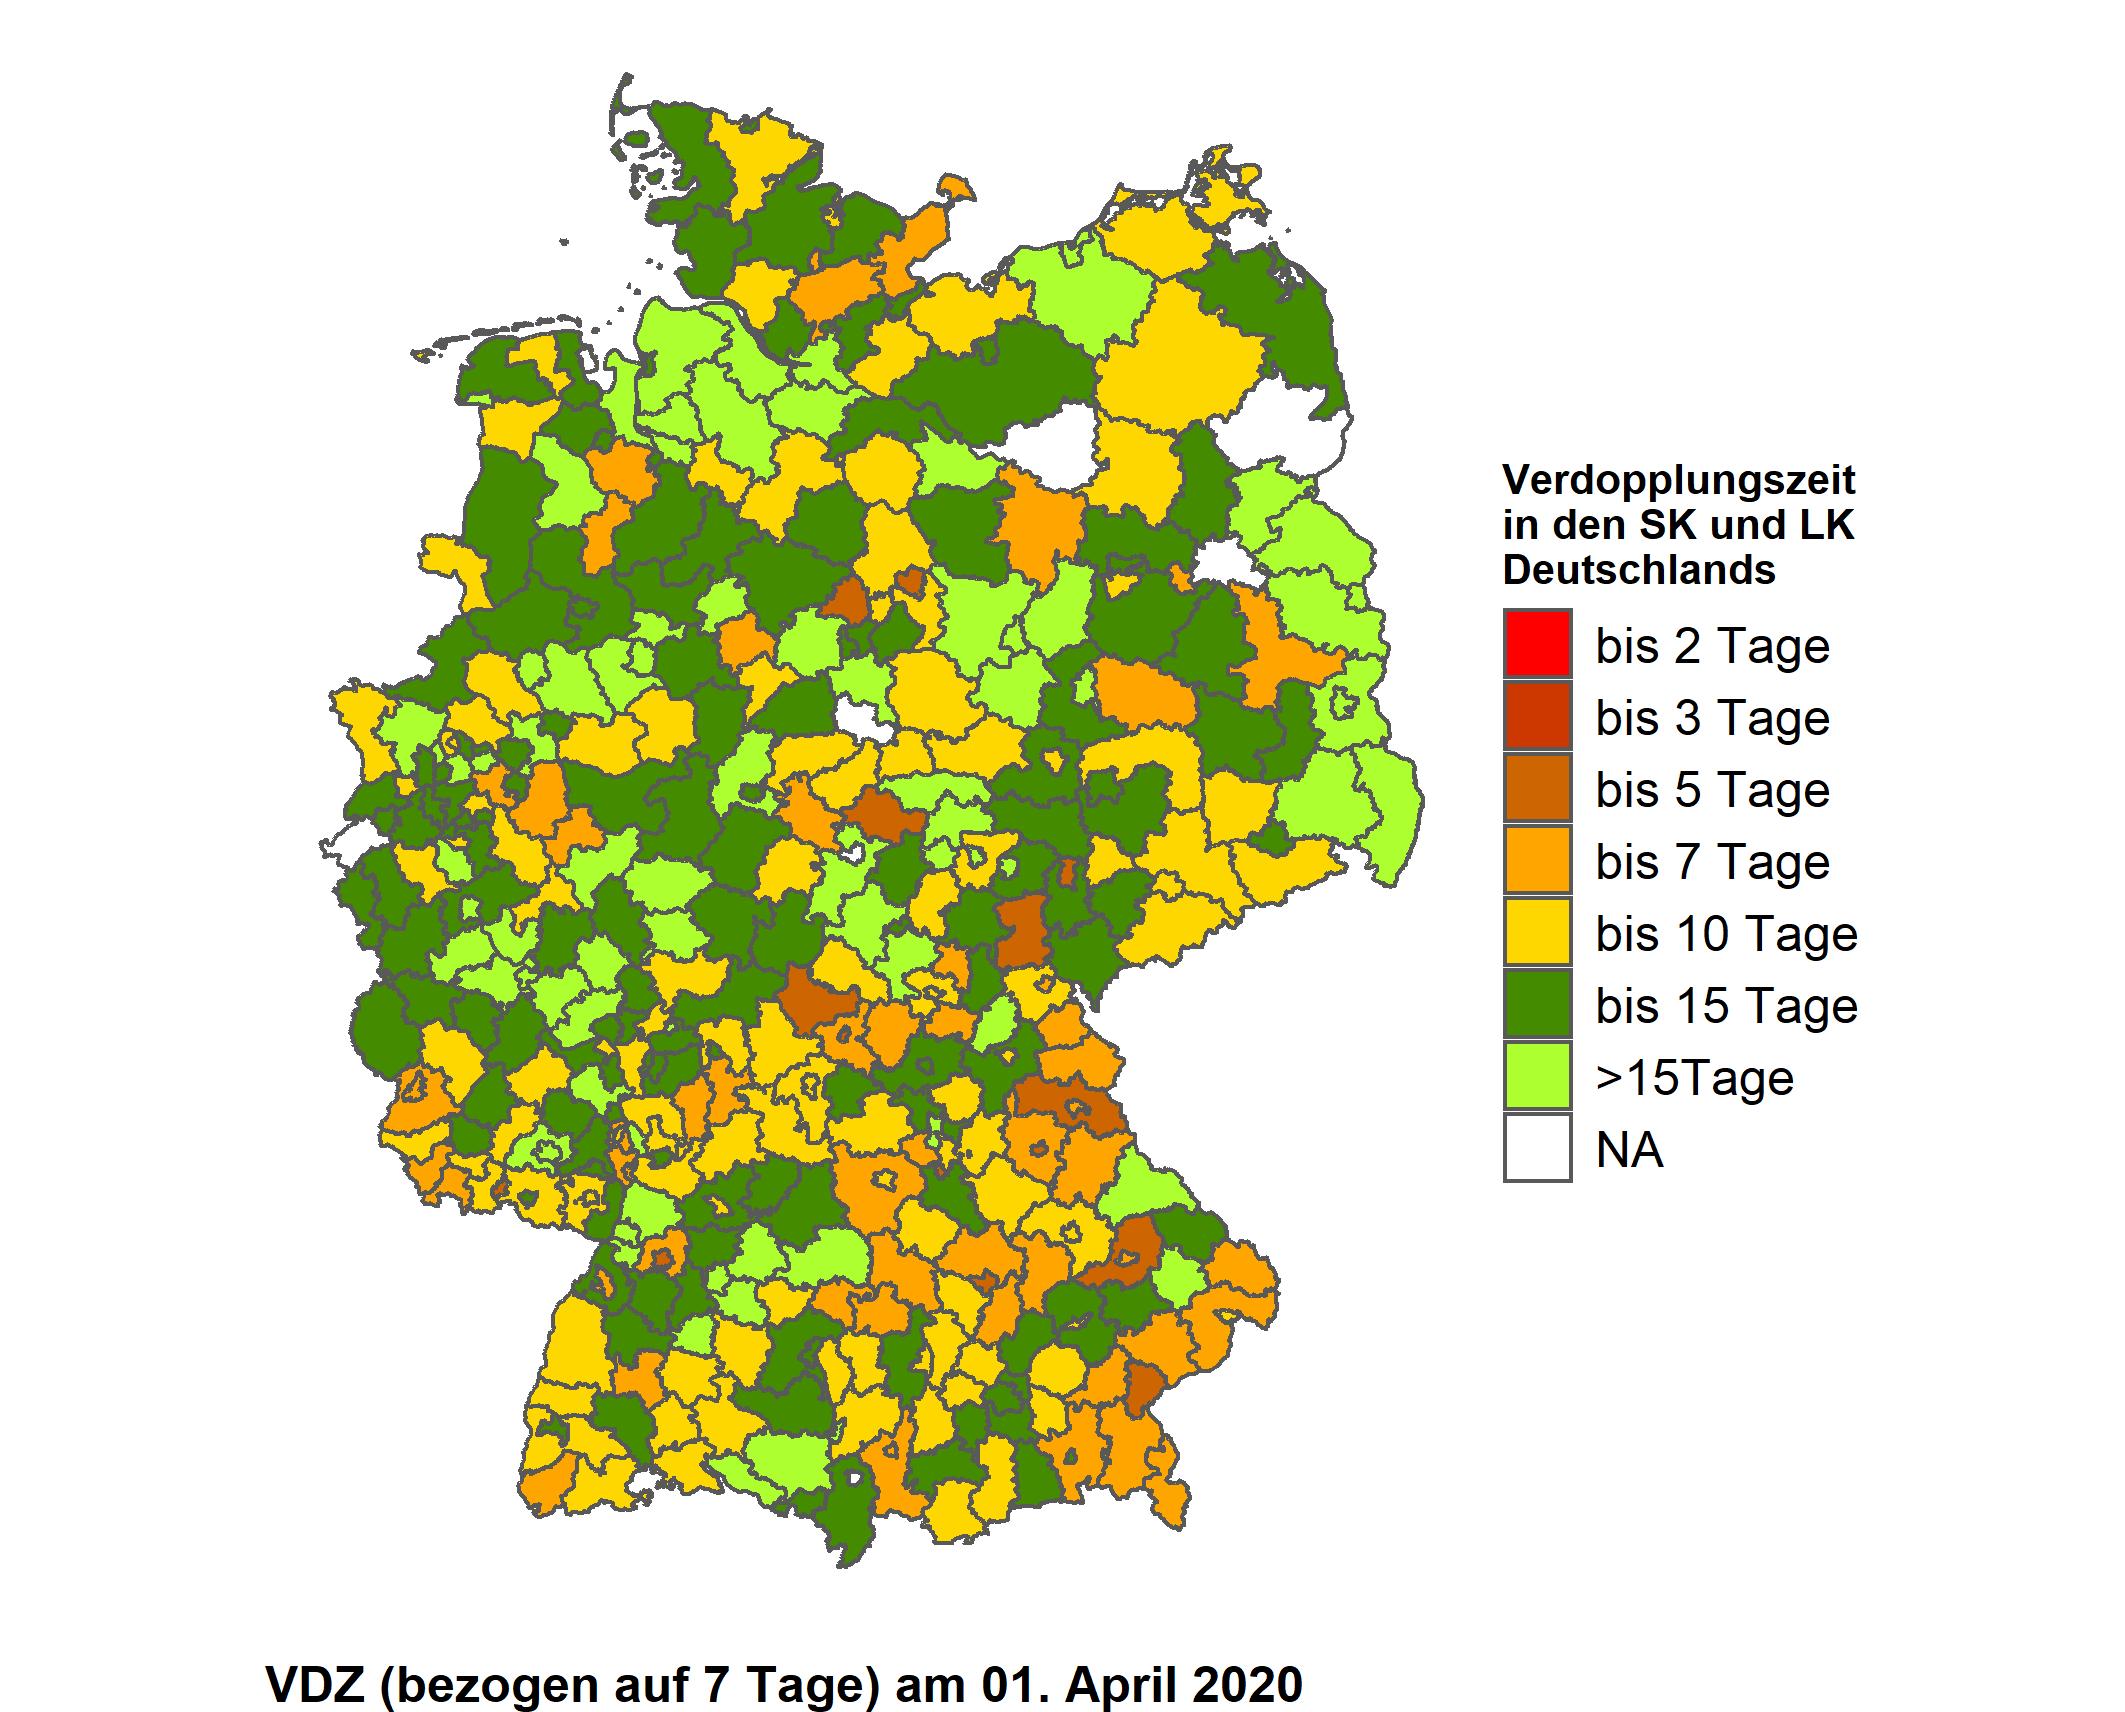 Verdopplungszeit
in den SK und LK
Deutschlands
bis 2 Tage
bis 3 Tage
bis 5 Tage
bis 7 Tage
bis 10 Tage
bis 15 Tage
>15Tage
NA
VDZ (bezogen auf 7 Tage) am 01. April 2020